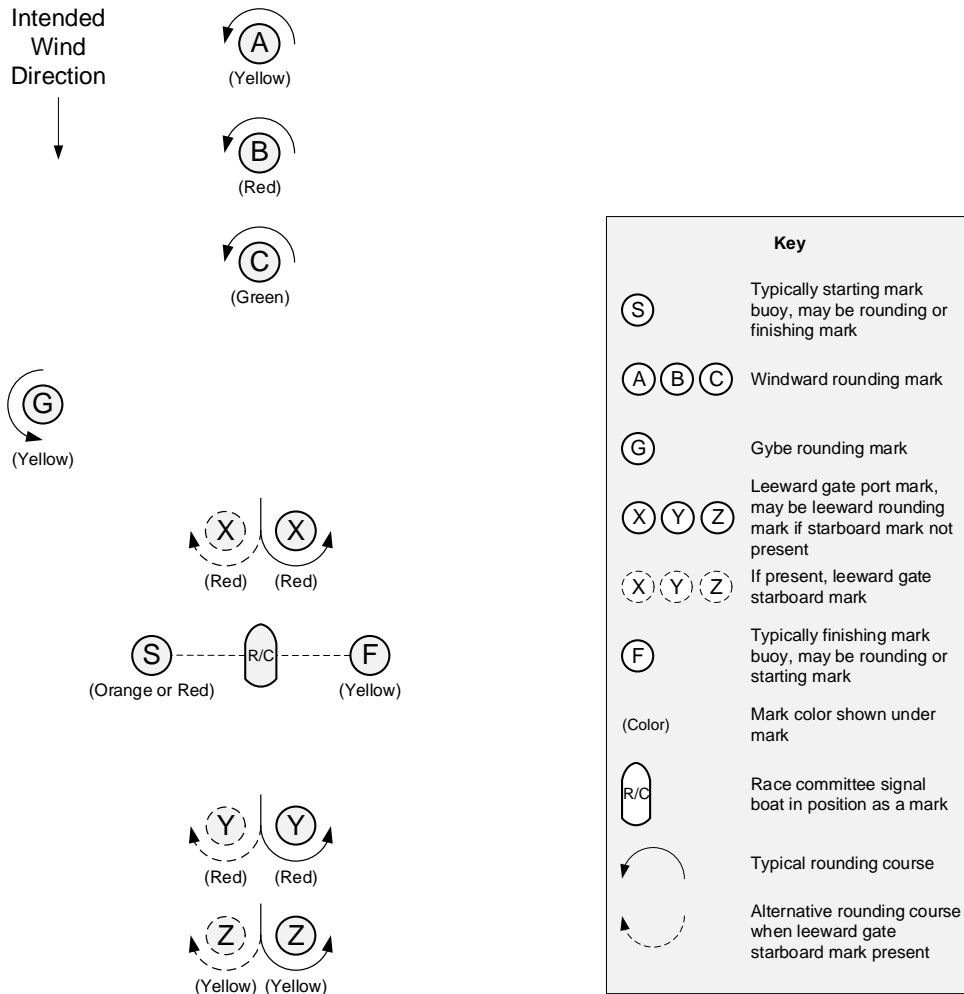 Intended
Wind
Direction
A
(Yellow)
B
(Red)
C
(Green)
G
(Yellow)
X X
(Red) (Red)
S R/C F
(Orange or Red) (Yellow)
Y Y
(Red) (Red)
Z Z
(Yellow) (Yellow)
Key
S
Typically starting mark
buoy, may be rounding or
finishing mark
A B C Windward rounding mark
G Gybe rounding mark
X Y Z
Leeward gate port mark,
may be leeward rounding
mark if starboard mark not
present
X Y Z
If present, leeward gate
starboard mark
F
Typically finishing mark
buoy, may be rounding or
starting mark
(Color)
Mark color shown under
mark
R/C
Race committee signal
boat in position as a mark
Typical rounding course
Alternative rounding course
when leeward gate
starboard mark present